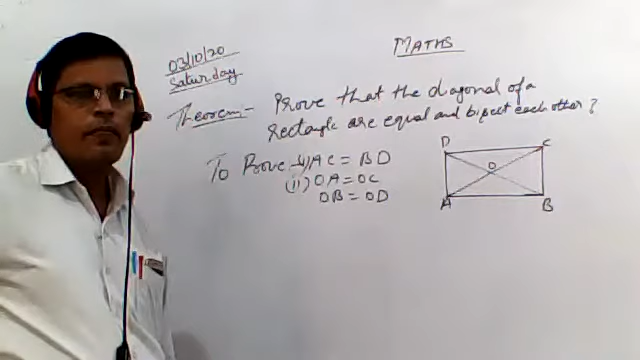 MATHS
03/10/20
Saturday
Theorem:- Prove that the diagonal of a
rectangle are equal and bisect each other?
To Prove -(i) AC = BD
(ii) OA = OC
OB = OD
D C
O
A B